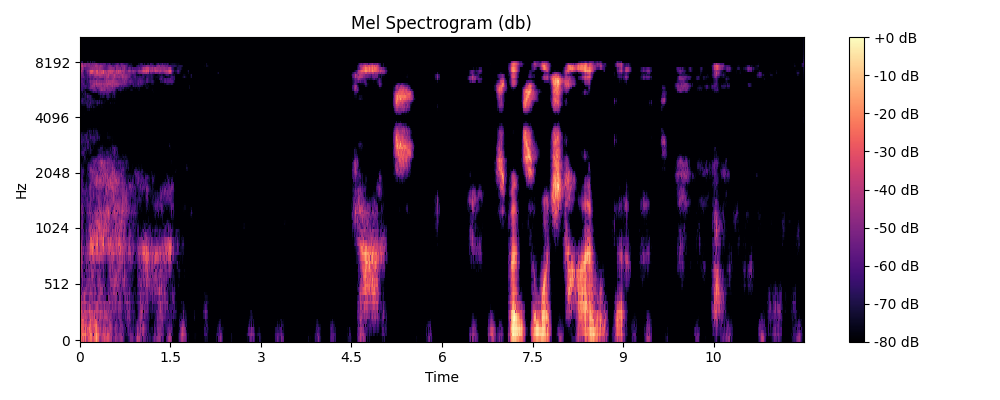 Mel Spectrogram (db)
8192
4096
2048
1024
512
0
Hz
0 1.5 3 4.5 6 7.5 9 10
Time
+0 dB
-10 dB
-20 dB
-30 dB
-40 dB
-50 dB
-60 dB
-70 dB
-80 dB